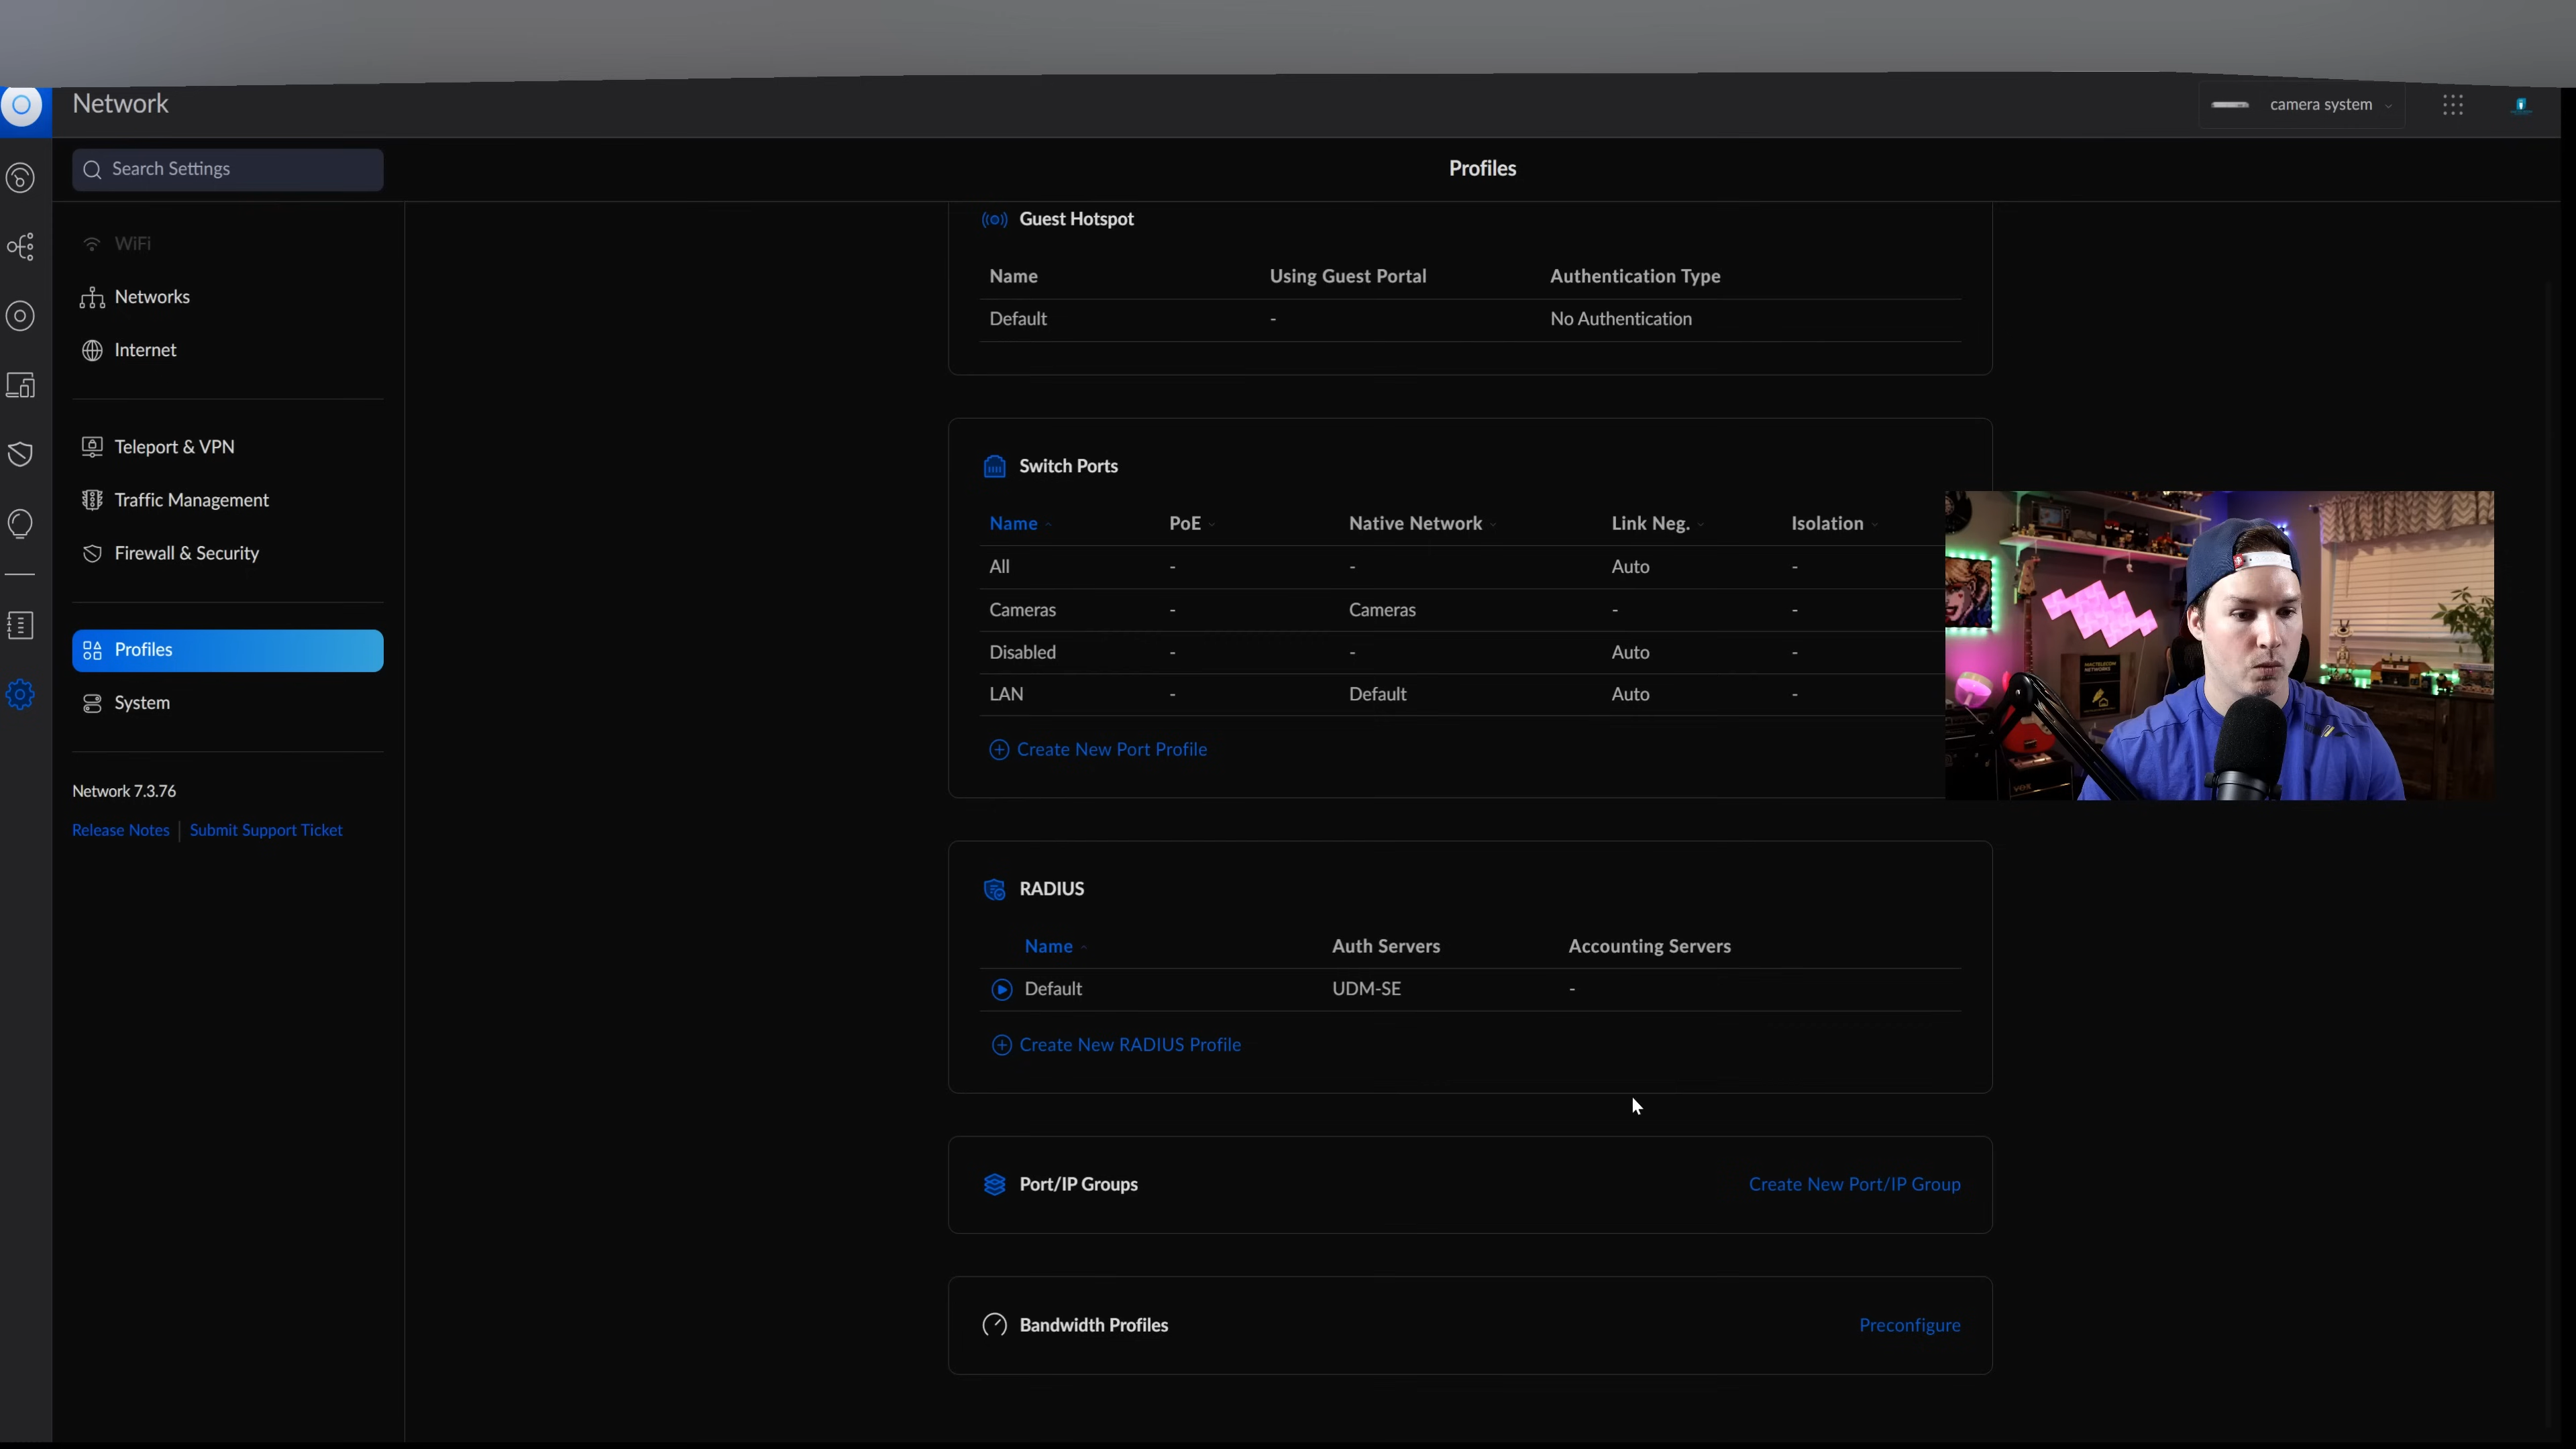 Network
camera system
Search Settings
Profiles
WiFi
Networks
Internet
Teleport & VPN
Traffic Management
Firewall & Security
Profiles
System
Network 7.3.76
Release Notes | Submit Support Ticket
Guest Hotspot
Name Using Guest Portal Authentication Type
Default - No Authentication
Switch Ports
Name PoE Native Network Link Neg. Isolation
All - - Auto -
Cameras - Cameras - -
Disabled - - Auto -
LAN - Default Auto -
Create New Port Profile
MACTELECOM
NETWORKS
VOX
RADIUS
Name Auth Servers Accounting Servers
Default UDM-SE -
Create New RADIUS Profile
Port/IP Groups Create New Port/IP Group
Bandwidth Profiles Preconfigure